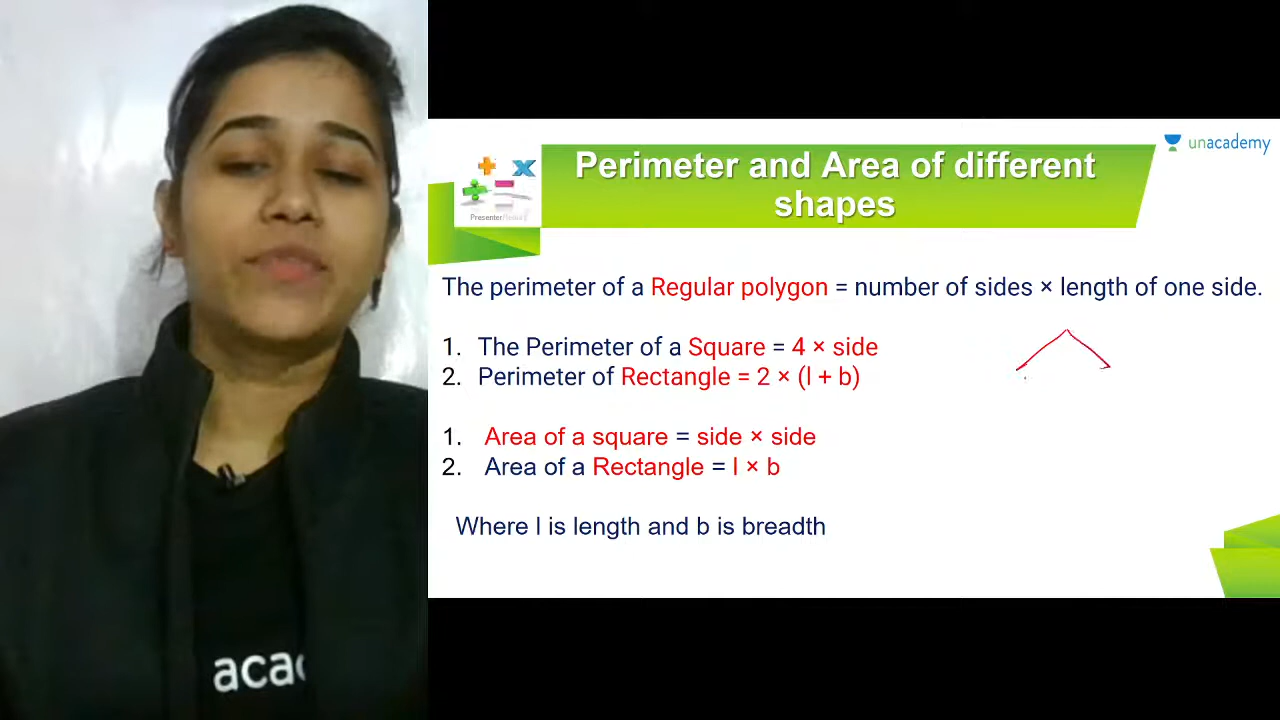 unacademy
Perimeter and Area of different
shapes
The perimeter of a Regular polygon = number of sides × length of one side.
1. The Perimeter of a Square = 4 × side
2. Perimeter of Rectangle = 2 × (l + b)
1. Area of a square = side × side
2. Area of a Rectangle = l × b
Where l is length and b is breadth
acad